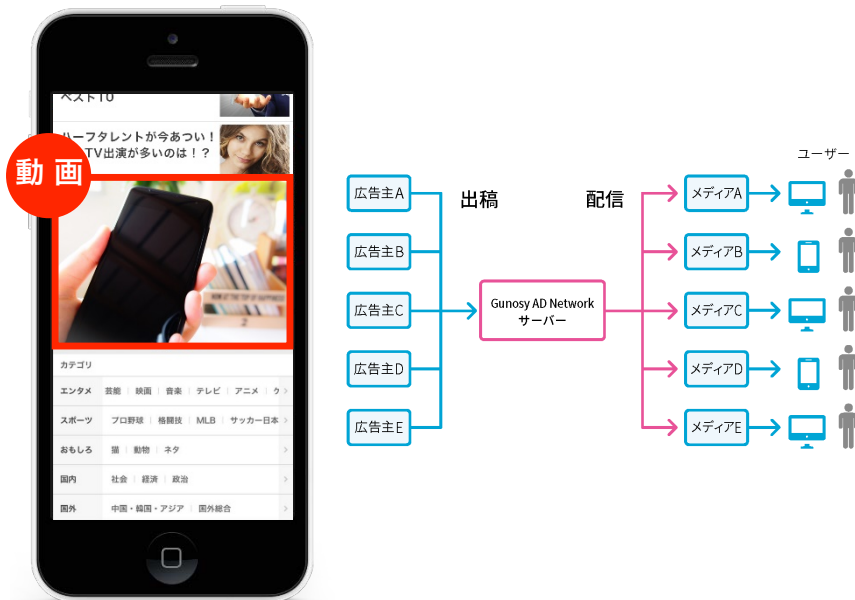 ベストTO
ハーフタレントが今あつい！
TV出演が多いのは！？
動画
カテゴリ
エンタメ 芸能 映画 音楽 テレビ アニメ ゲ
スポーツ プロ野球 格闘技 MLB サッカー日本
おもしろ 猫 動物 ネタ
国内 社会 経済 政治
国外 中国・韓国・アジア 国外総合
広告主A
広告主B
広告主C
広告主D
広告主E
出稿
Gunosy AD Network
サーバー
配信
メディアA
メディアB
メディアC
メディアD
メディアE
ユーザー